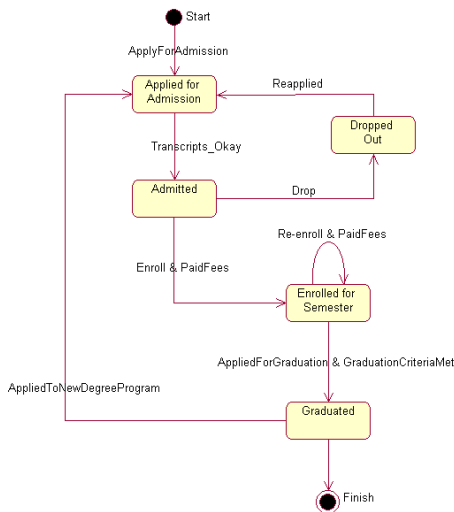 Start
ApplyForAdmission
Applied for
Admission
Reapplied
Dropped
Out
Transcripts_Okay
Admitted
Drop
Re-enroll & PaidFees
Enroll & PaidFees
Enrolled for
Semester
AppliedForGraduation & GraduationCriteriaMet
AppliedToNewDegreeProgram
Graduated
Finish